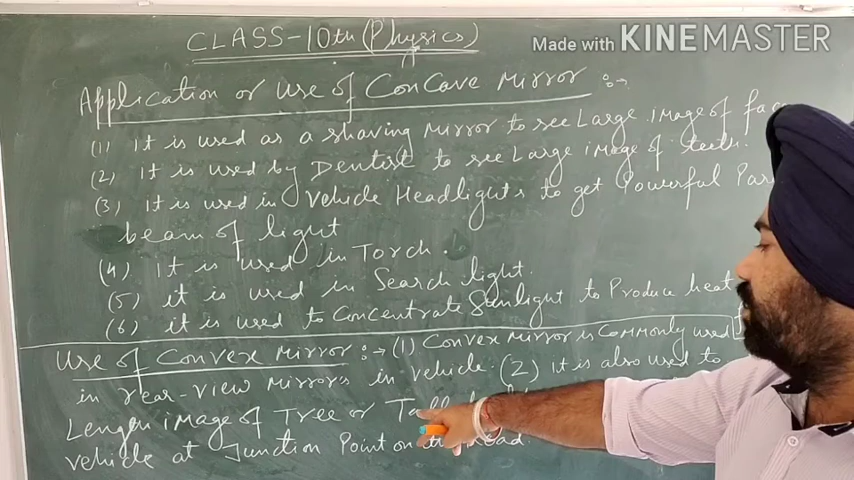 CLASS-10th (Physics)
Made with KINEMASTER
Application or Use of ConCave Mirror :→
(1) It is used as a shaving Mirror to see Large image of fac
(2) It is used by Dentist to see Large image of teeth.
(3) It is used in Vehicle Headlights to get Powerful Par
beam of light
(4) It is used in Torch.
(5) it is used in Search light.
(6) it is used to Concentrate Sunlight to Produce heat
Use of Convex Mirror :→ (1) Convex Mirror is Commonly used
in rear-view Mirrors in vehicle. (2) It is also used to
image of Tree or
vehicle at Junction Point on